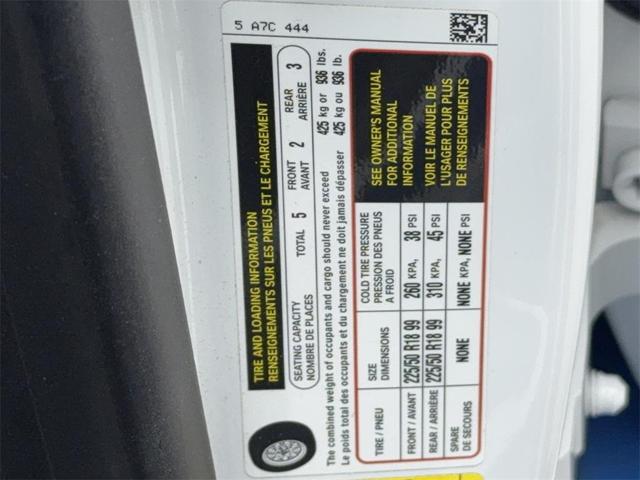 5 A7C 444
TIRE AND LOADING INFORMATION
RENSEIGNEMENTS SUR LES PNEUS ET LE CHARGEMENT
SEATING CAPACITY
NOMBRE DE PLACES
TOTAL 5
FRONT
AVANT 2
REAR
ARRIÈRE 3
The combined weight of occupants and cargo should never exceed 425 kg or 936 lbs.
Le poids total des occupants et du chargement ne doit jamais dépasser 425 kg ou 936 lb.
TIRE / PNEU
SIZE
DIMENSIONS
COLD TIRE PRESSURE
PRESSION DES PNEUS
A FROID
FRONT / AVANT 225/50 R18 99 260 KPA, 38 PSI
REAR / ARRIÈRE 225/50 R18 99 310 KPA, 45 PSI
SPARE
DE SECOURS
NONE NONE KPA, NONE PSI
SEE OWNER'S MANUAL
FOR ADDITIONAL
INFORMATION
VOIR LE MANUEL DE
L'USAGER POUR PLUS
DE RENSEIGNEMENTS